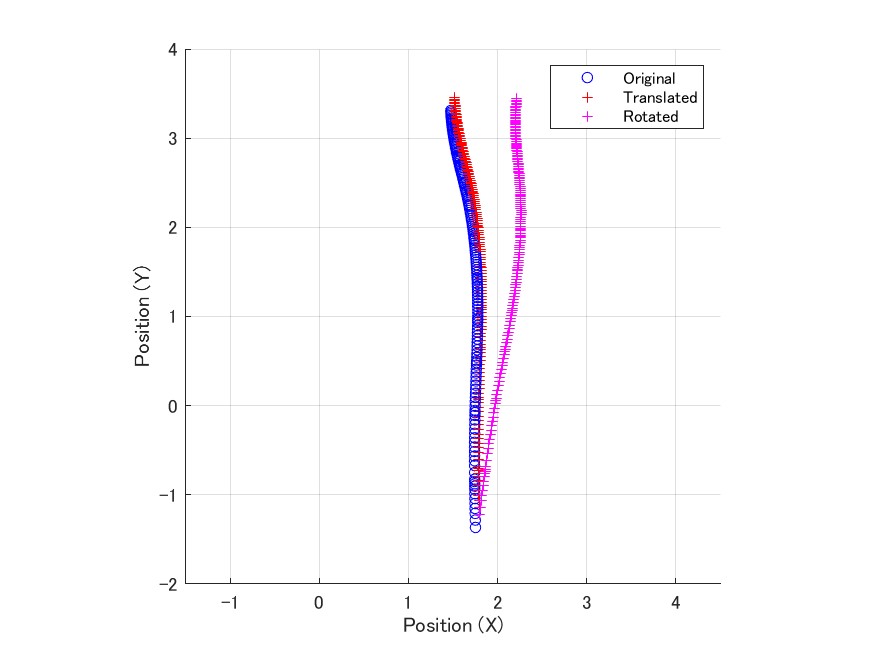 4
3
2
1
0
−1
−2
−1
0
1
2
3
4
Position (X)
Position (Y)
Original
Translated
Rotated